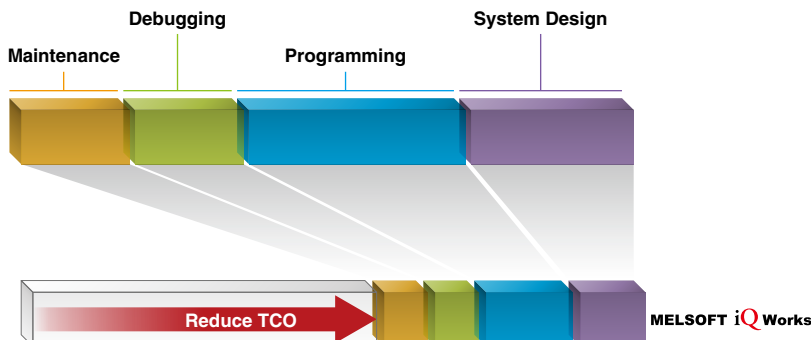 Debugging
System Design
Maintenance
Programming
Reduce TCO
MELSOFT iQ Works